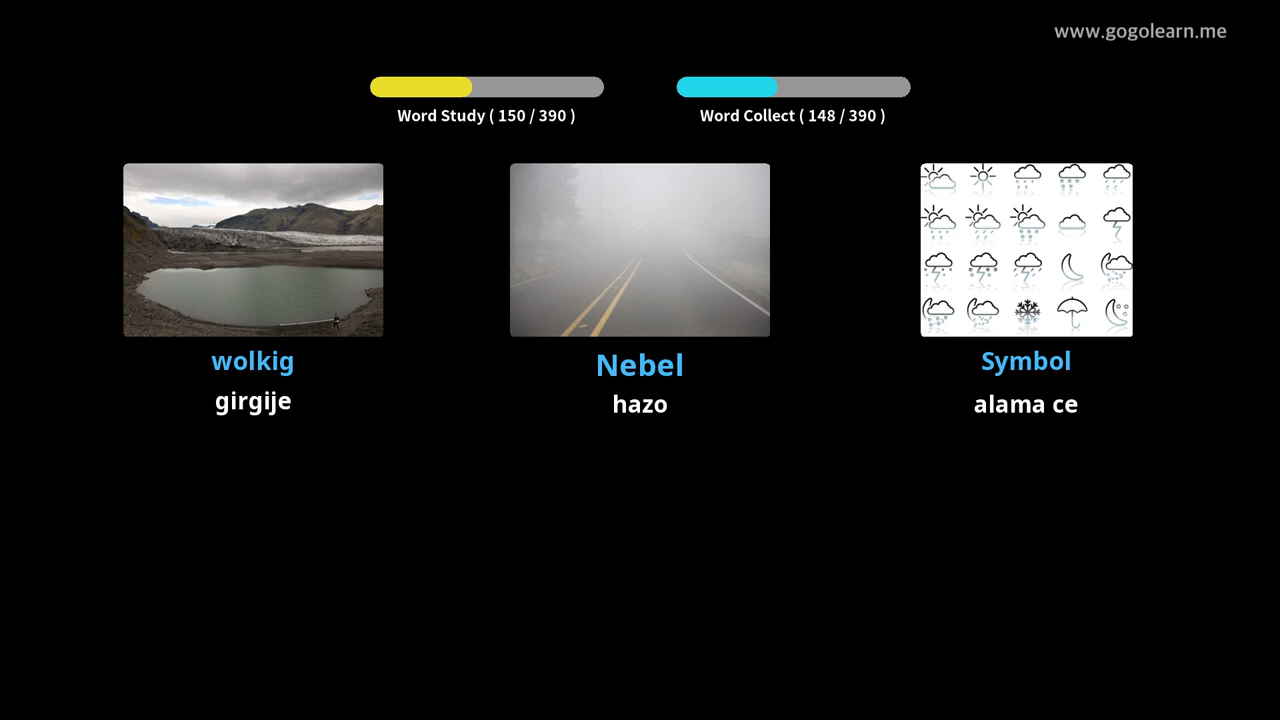 www.gogolearn.me
Word Study ( 150 / 390 )
Word Collect ( 148 / 390 )
wolkig
Nebel
Symbol
girgije
hazo
alama ce